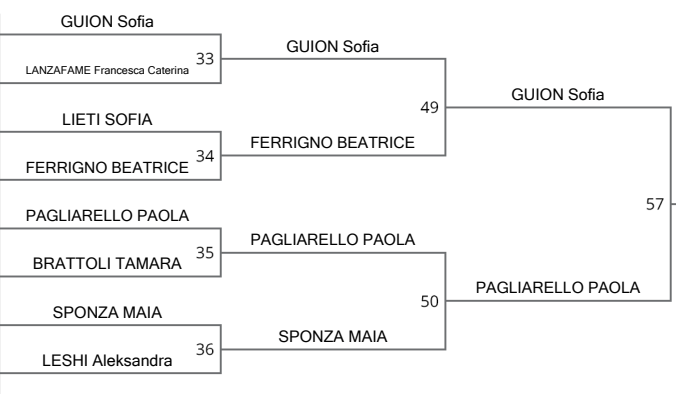 GUION Sofia
33
LANZAFAME Francesca Caterina
LIETI SOFIA
34
FERRIGNO BEATRICE
PAGLIARELLO PAOLA
35
BRATTOLI TAMARA
SPONZA MAIA
36
LESHI Aleksandra
GUION Sofia
49
FERRIGNO BEATRICE
PAGLIARELLO PAOLA
50
SPONZA MAIA
GUION Sofia
57
PAGLIARELLO PAOLA